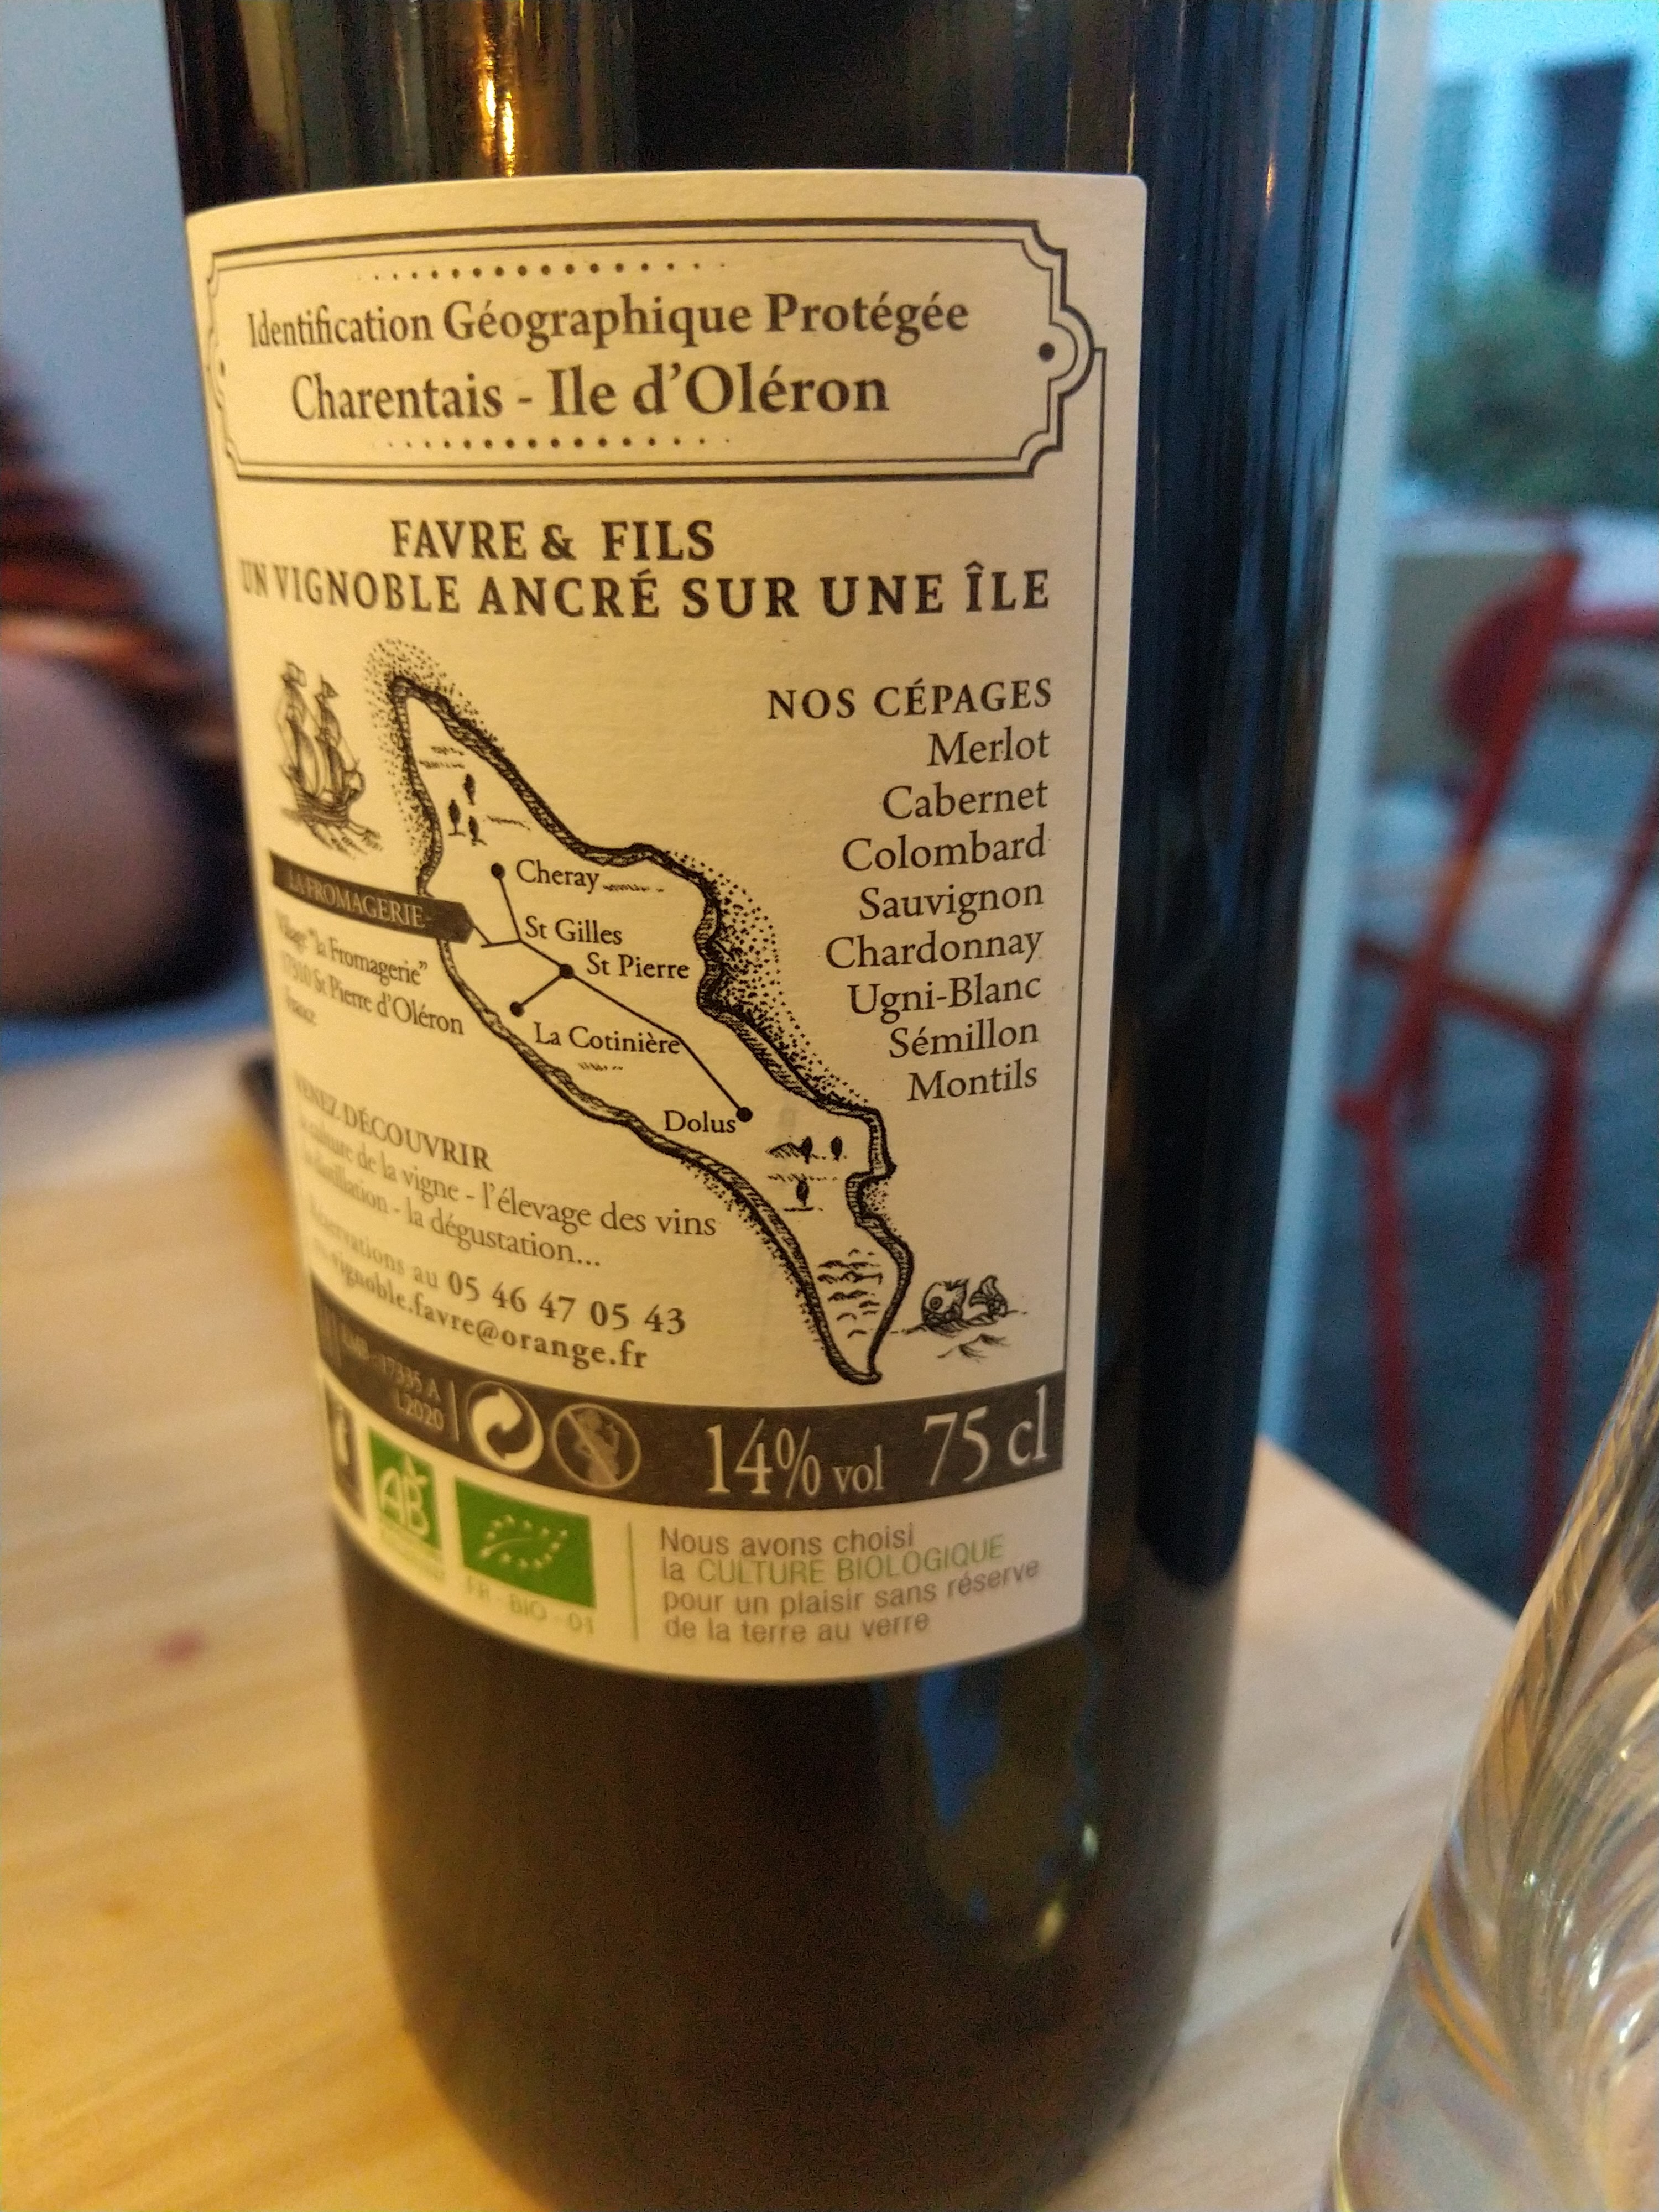 Identification Géographique Protégée
Charentais - Ile d'Oléron
FAVRE & FILS
UN VIGNOBLE ANCRÉ SUR UNE ÎLE
NOS CÉPAGES
Merlot
Cabernet
Colombard
Sauvignon
Chardonnay
Ugni-Blanc
Sémillon
Montils
Cheray
St Gilles
St Pierre
La Cotinière
Dolus
LA FROMAGERIE
Village "la Fromagerie"
17310 St Pierre d'Oléron
France
VENEZ DÉCOUVRIR
la culture de la vigne - l'élevage des vins
la distillation - la dégustation...
Réservations au 05 46 47 05 43
vignoble.favre@orange.fr
EMB - 17385 A
L2020
14% vol 75 cl
AB
FR - BIO - 01
Nous avons choisi
la CULTURE BIOLOGIQUE
pour un plaisir sans réserve
de la terre au verre